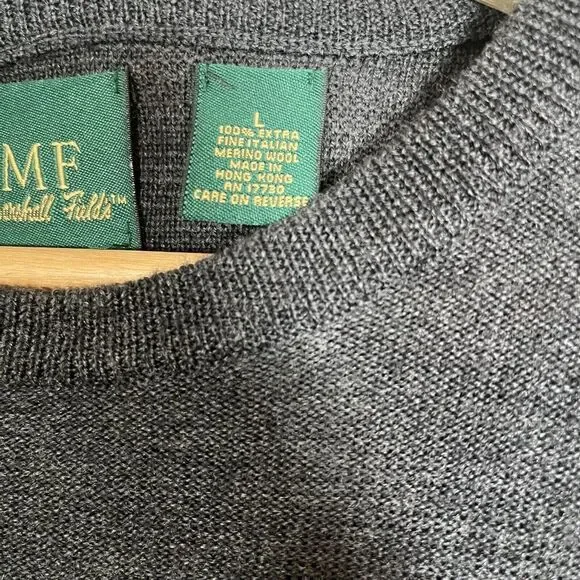 MF
Marshall Field's™
L
100% EXTRA
FINE ITALIAN
MERINO WOOL
MADE IN
HONG KONG
RN 17730
CARE ON REVERSE